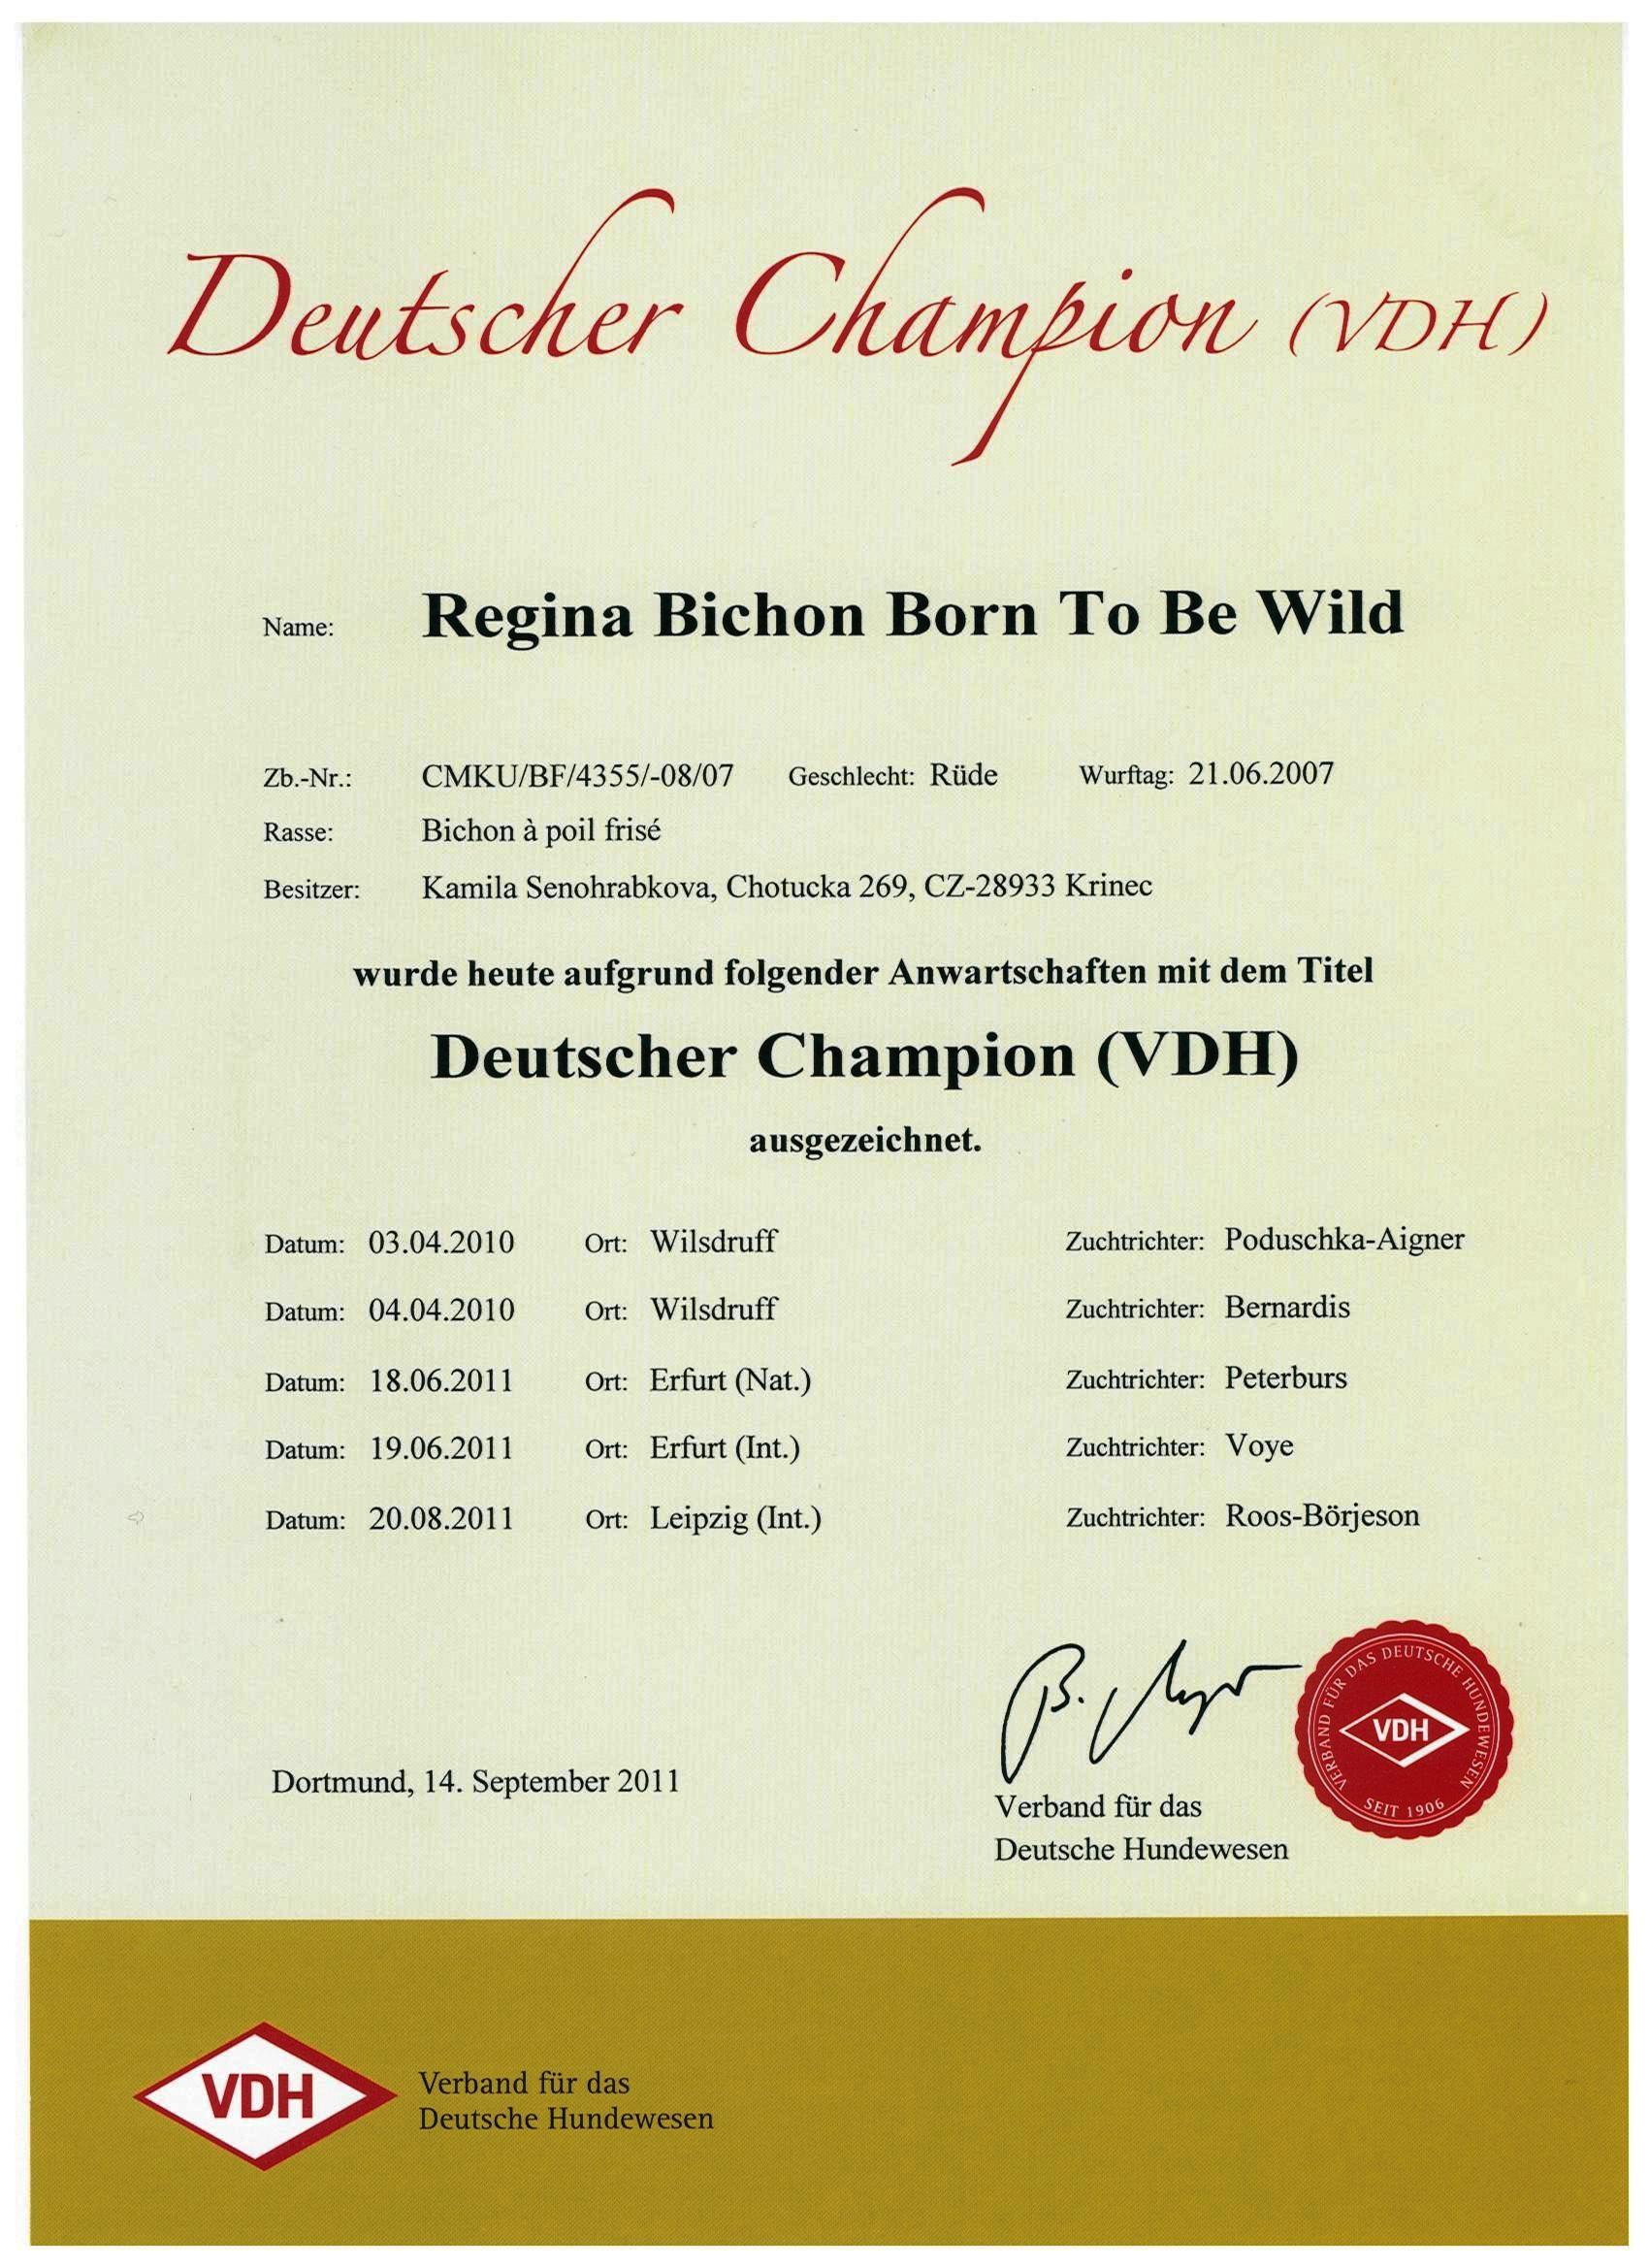 Deutscher Champion (VDH)
Name: Regina Bichon Born To Be Wild
Zb.-Nr.: CMKU/BF/4355/-08/07 Geschlecht: Rüde Wurftag: 21.06.2007
Rasse: Bichon à poil frisé
Besitzer: Kamila Senohrabkova, Chotucka 269, CZ-28933 Krinec
wurde heute aufgrund folgender Anwartschaften mit dem Titel
Deutscher Champion (VDH)
ausgezeichnet.
Datum: 03.04.2010 Ort: Wilsdruff Zuchtrichter: Poduschka-Aigner
Datum: 04.04.2010 Ort: Wilsdruff Zuchtrichter: Bernardis
Datum: 18.06.2011 Ort: Erfurt (Nat.) Zuchtrichter: Peterburs
Datum: 19.06.2011 Ort: Erfurt (Int.) Zuchtrichter: Voye
Datum: 20.08.2011 Ort: Leipzig (Int.) Zuchtrichter: Roos-Börjeson
VERBAND FÜR DAS DEUTSCHE HUNDEWESEN
VDH
SEIT 1906
Dortmund, 14. September 2011
Verband für das
Deutsche Hundewesen
VDH
Verband für das
Deutsche Hundewesen